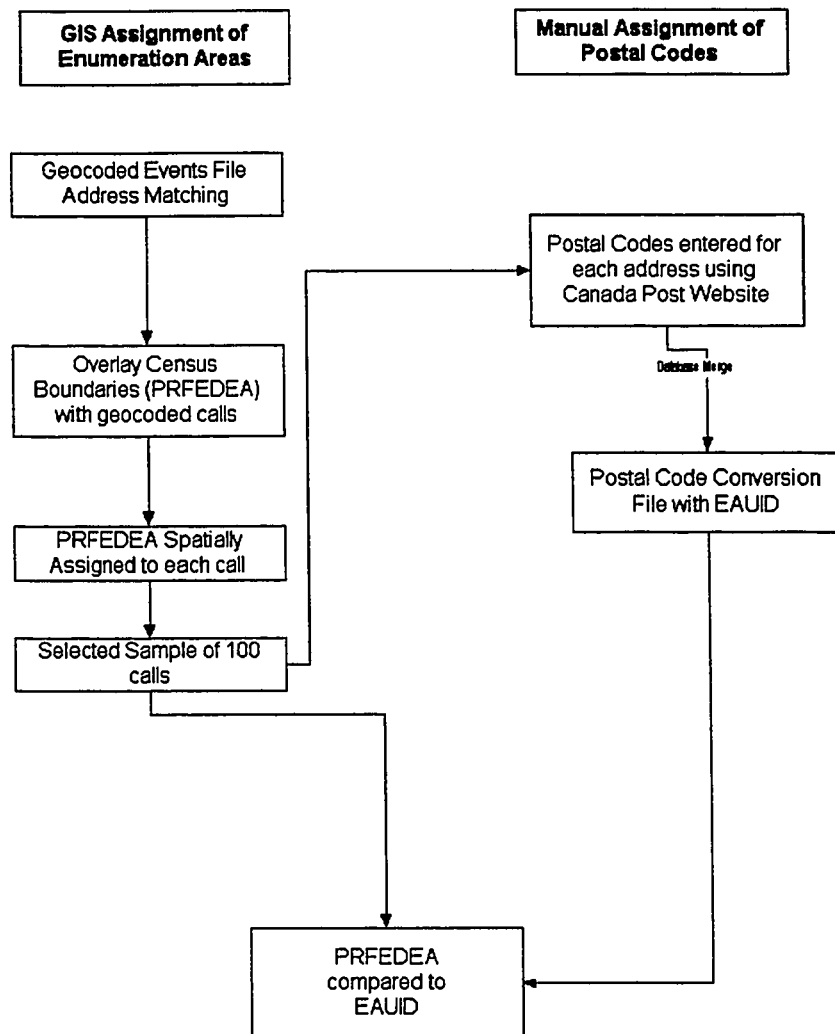 GIS Assignment of
Enumeration Areas
Manual Assignment of
Postal Codes
Geocoded Events File
Address Matching
Postal Codes entered for
each address using
Canada Post Website
Database Merge
Overlay Census
Boundaries (PRFEDEA)
with geocoded calls
Postal Code Conversion
File with EAUID
PRFEDEA Spatially
Assigned to each call
Selected Sample of 100
calls
PRFEDEA
compared to
EAUID